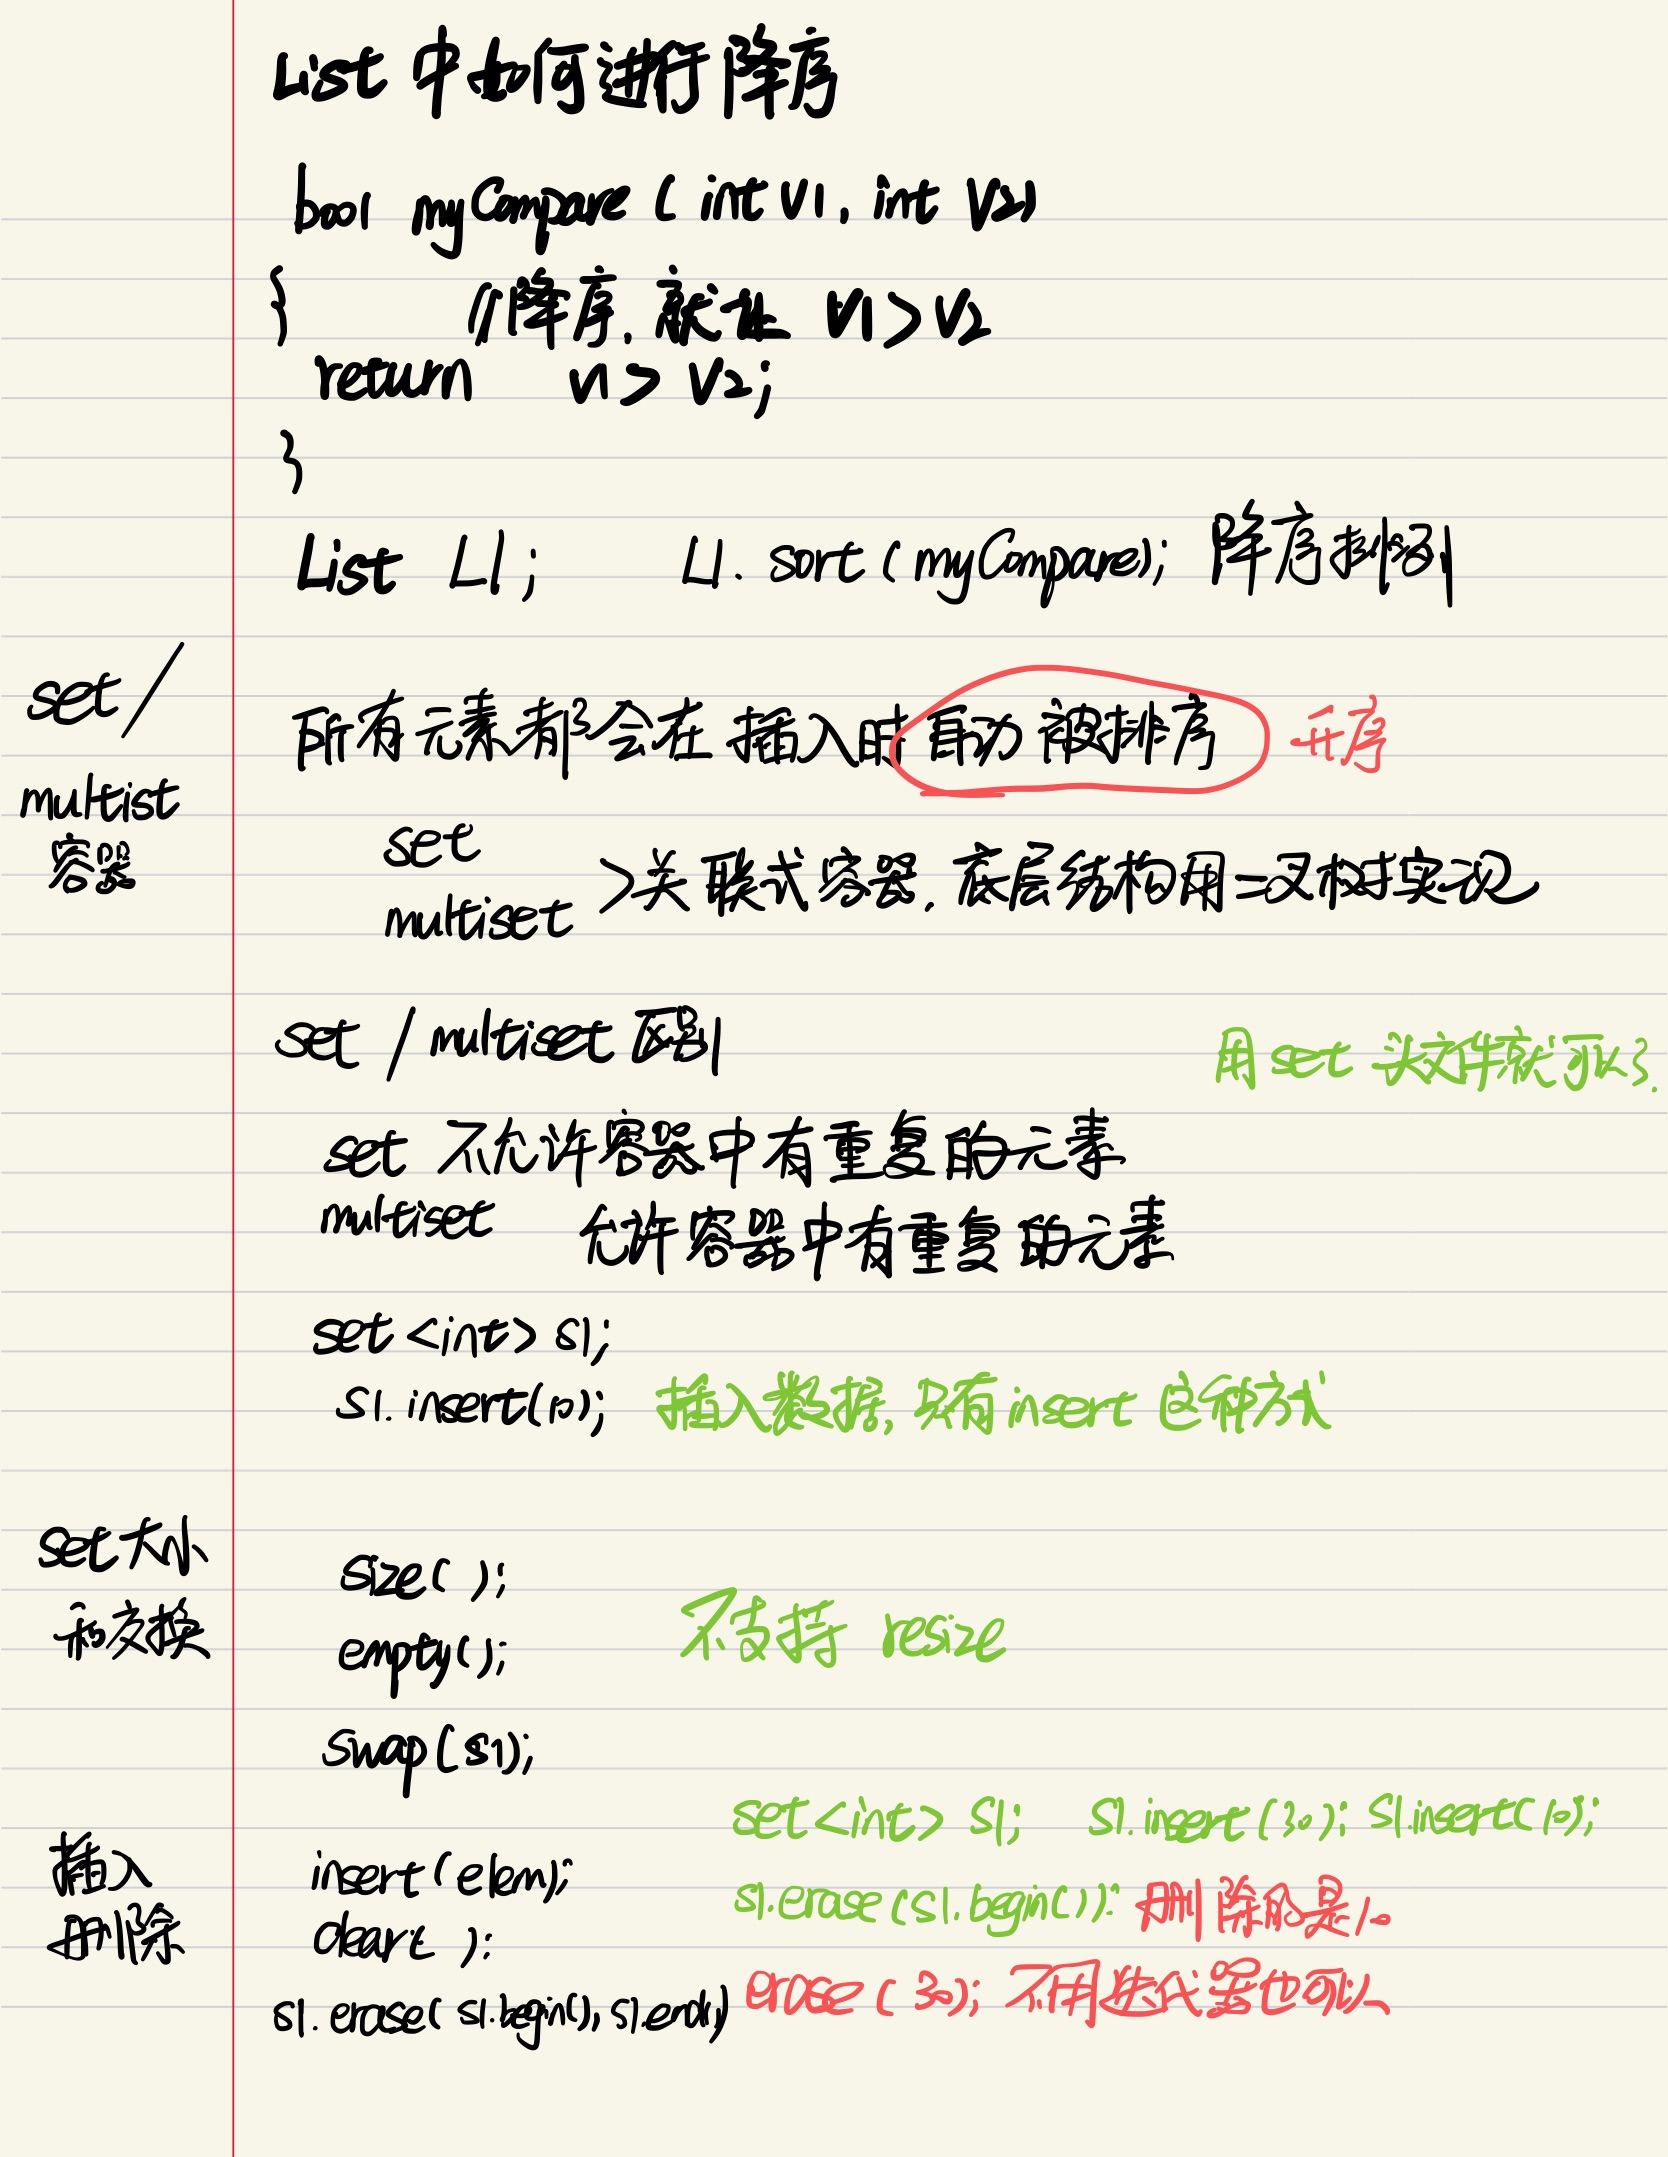 List 中如何进行降序
bool myCompare ( int V1, int V2)
{ //降序, 就让 V1 > V2
return V1 > V2;
}
List L1; L1. sort ( myCompare); 降序排列
set /
multist
容器
所有元素都会在 插入时 自动 被排序 升序
set
multiset > 关联式容器, 底层结构用二叉树实现
set / multiset 区别
用 set 头文件就可以了.
set 不允许容器中有重复的元素
multiset 允许容器中有重复的元素
set <int> S1;
S1. insert(10); 插入数据, 只有 insert 这种方式
set 大小
和交换
size( );
empty();
不支持 resize
swap (S1);
插入
删除
set <int> S1; S1.insert (30); S1.insert(10);
insert (elem);
S1.erase (S1.begin()); 删除的是10
clear( );
S1. erase( S1.begin(), S1.end()) erase ( 30); 不用迭代器也可以